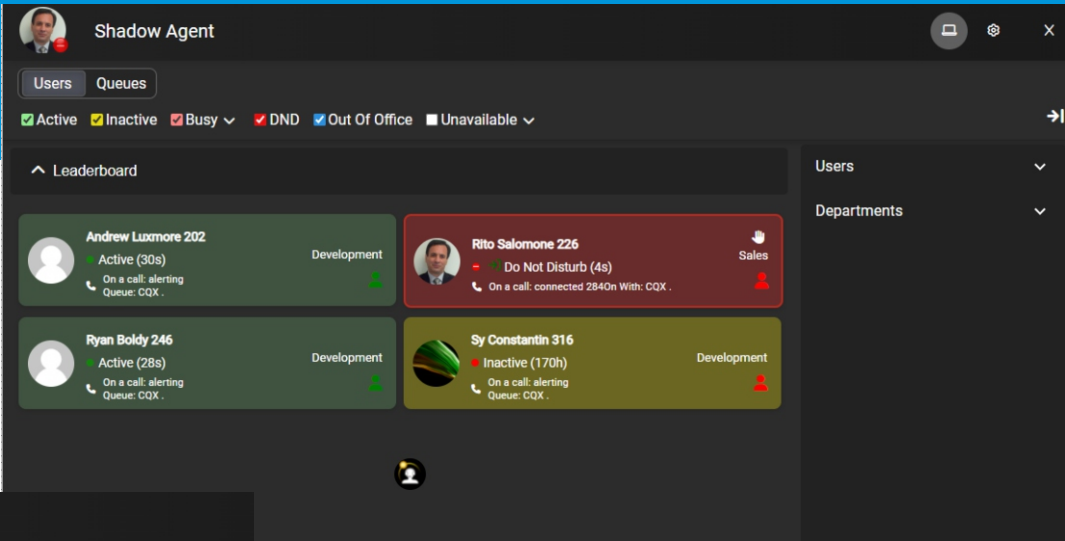 Shadow Agent
Users Queues
Active Inactive Busy DND Out Of Office Unavailable
Leaderboard
Andrew Luxmore 202
Active (30s)
On a call: alerting
Queue: CQX .
Development
Rito Salomone 226
Do Not Disturb (4s)
On a call: connected 284On With: CQX .
Sales
Ryan Boldy 246
Active (28s)
On a call: alerting
Queue: CQX .
Development
Sy Constantin 316
Inactive (170h)
On a call: alerting
Queue: CQX .
Development
Users
Departments